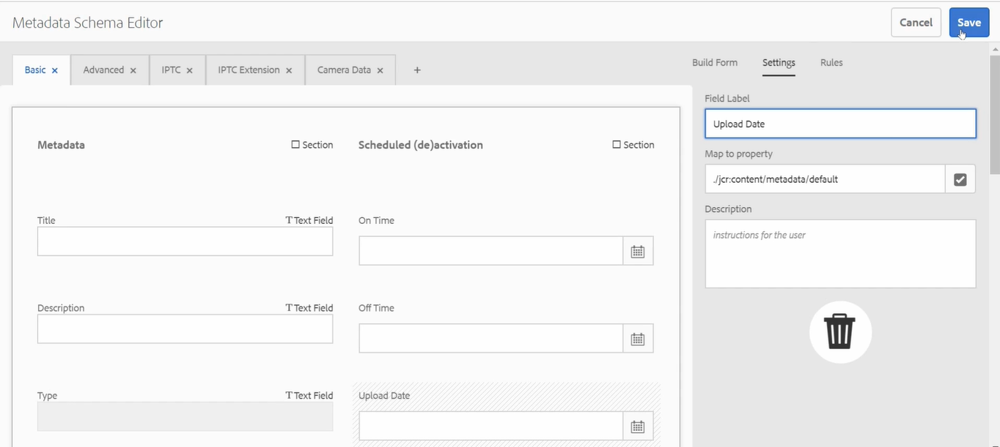 Metadata Schema Editor
Cancel
Save
Basic ×
Advanced ×
IPTC ×
IPTC Extension ×
Camera Data ×
+
Build Form
Settings
Rules
Metadata
Section
Scheduled (de)activation
Section
Title
T Text Field
On Time
Description
T Text Field
Off Time
Type
T Text Field
Upload Date
Field Label
Upload Date
Map to property
./jcr:content/metadata/default
Description
instructions for the user